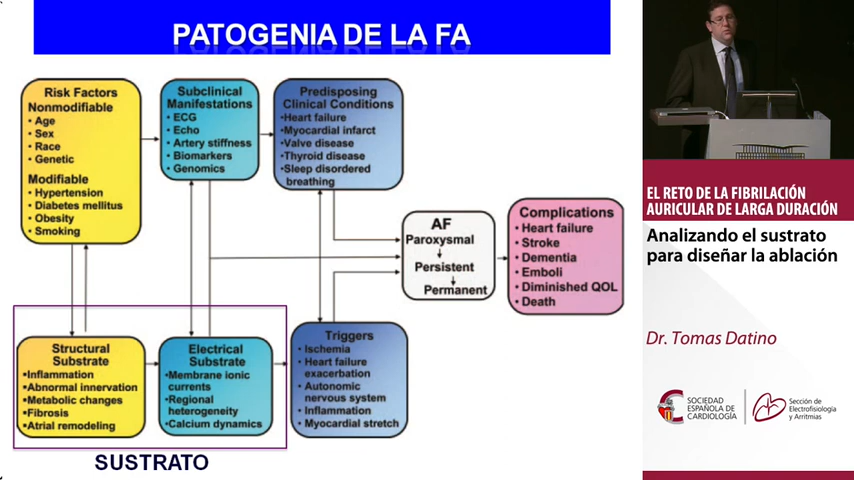 PATOGENIA DE LA FA
Risk Factors
Nonmodifiable
• Age
• Sex
• Race
• Genetic
Modifiable
• Hypertension
• Diabetes mellitus
• Obesity
• Smoking
Subclinical
Manifestations
• ECG
• Echo
• Artery stiffness
• Biomarkers
• Genomics
Predisposing
Clinical Conditions
•Heart failure
•Myocardial infarct
•Valve disease
•Thyroid disease
•Sleep disordered
breathing
AF
Paroxysmal
Persistent
Permanent
Complications
• Heart failure
• Stroke
• Dementia
• Emboli
• Diminished QOL
• Death
Structural
Substrate
•Inflammation
•Abnormal innervation
•Metabolic changes
•Fibrosis
•Atrial remodeling
Electrical
Substrate
•Membrane ionic
currents
•Regional
heterogeneity
•Calcium dynamics
Triggers
• Ischemia
• Heart failure
exacerbation
• Autonomic
nervous system
• Inflammation
• Myocardial stretch
SUSTRATO
EL RETO DE LA FIBRILACIÓN
AURICULAR DE LARGA DURACIÓN
Analizando el sustrato
para diseñar la ablación
Dr. Tomas Datino
SOCIEDAD
ESPAÑOLA DE
CARDIOLOGÍA
Sección de
Electrofisiología
y Arritmias